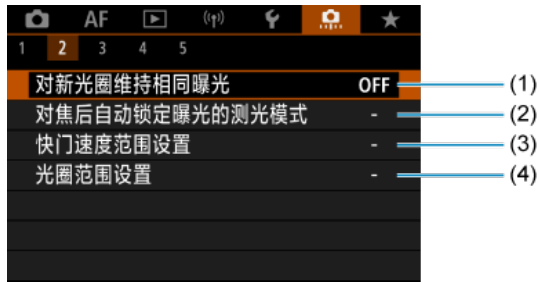 AF
1 2 3 4 5
对新光圈维持相同曝光 OFF (1)
对焦后自动锁定曝光的测光模式 - (2)
快门速度范围设置 - (3)
光圈范围设置 - (4)